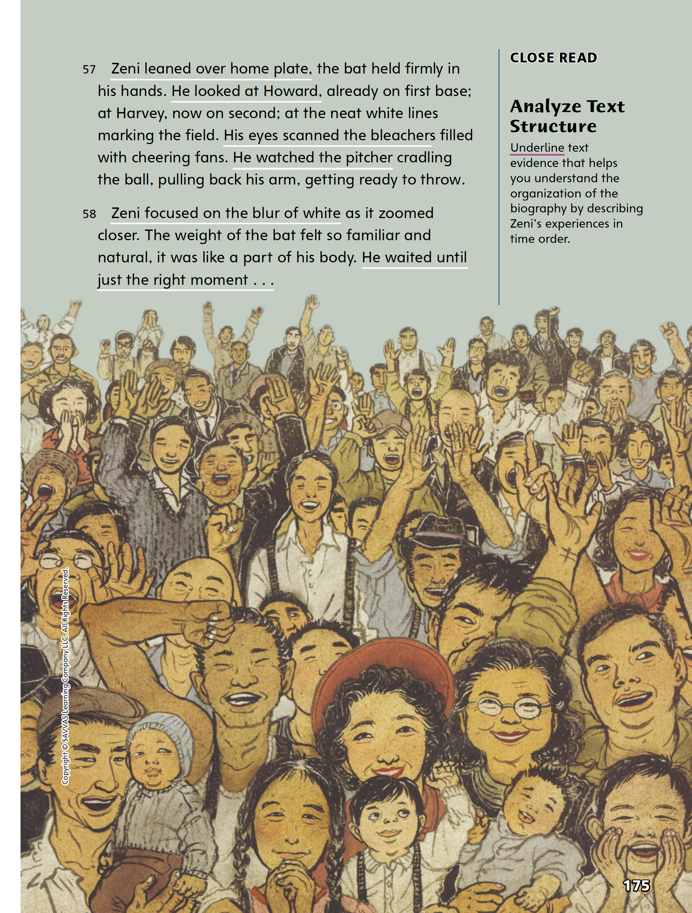 57 Zeni leaned over home plate, the bat held firmly in
his hands. He looked at Howard, already on first base;
at Harvey, now on second; at the neat white lines
marking the field. His eyes scanned the bleachers filled
with cheering fans. He watched the pitcher cradling
the ball, pulling back his arm, getting ready to throw.
58 Zeni focused on the blur of white as it zoomed
closer. The weight of the bat felt so familiar and
natural, it was like a part of his body. He waited until
just the right moment . . .
CLOSE READ
Analyze Text
Structure
Underline text
evidence that helps
you understand the
organization of the
biography by describing
Zeni's experiences in
time order.
Copyright © SAVVAS Learning Company LLC. All Rights Reserved.
175